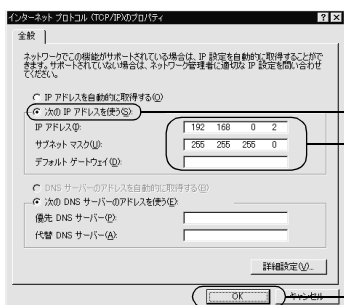 インターネット プロトコル (TCP/IP)のプロパティ
全般
ネットワークでこの機能がサポートされている場合は、IP 設定を自動的に取得することがで
きます。サポートされていない場合は、ネットワーク管理者に適切な IP 設定を問い合わせ
てください。
IP アドレスを自動的に取得する(O)
次の IP アドレスを使う(S):
IP アドレス(I): 192 168 0 2
サブネット マスク(U): 255 255 255 0
デフォルト ゲートウェイ(D):
DNS サーバーのアドレスを自動的に取得する(B)
次の DNS サーバーのアドレスを使う(E):
優先 DNS サーバー(P):
代替 DNS サーバー(A):
詳細設定(V)...
OK
キャンセル